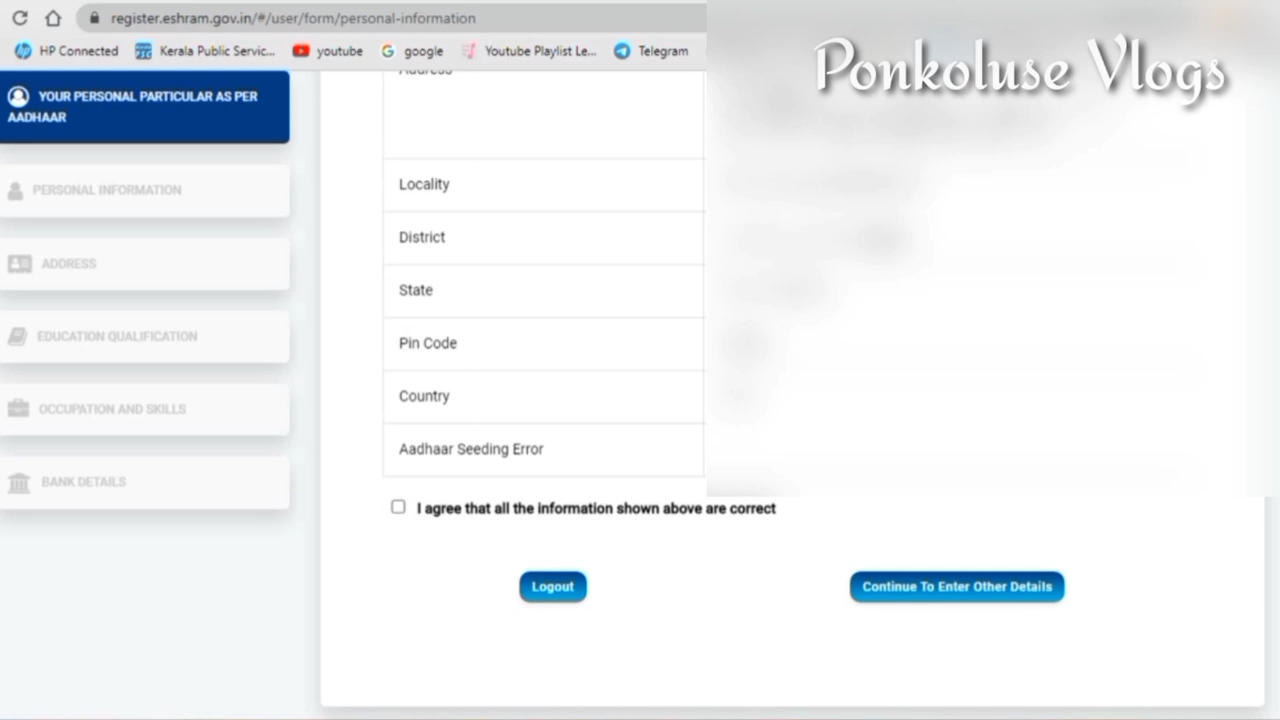 register.eshram.gov.in/#/user/form/personal-information
HP Connected Kerala Public Servic... youtube google Youtube Playlist Le... Telegram
Ponkoluse Vlogs
YOUR PERSONAL PARTICULAR AS PER
AADHAAR
PERSONAL INFORMATION
ADDRESS
EDUCATION QUALIFICATION
OCCUPATION AND SKILLS
BANK DETAILS
Address
Locality
District
State
Pin Code
Country
Aadhaar Seeding Error
I agree that all the information shown above are correct
Logout
Continue To Enter Other Details